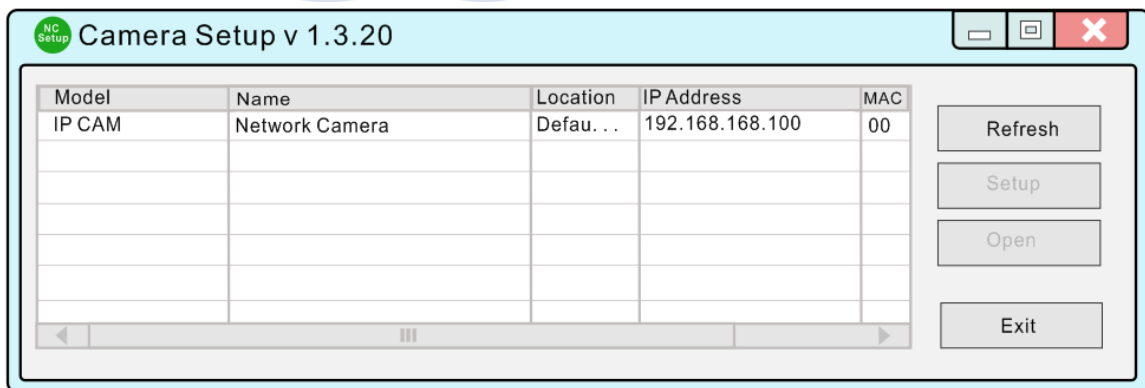 NC
Setup
Camera Setup v 1.3.20
Model Name Location IP Address MAC
IP CAM Network Camera Defau... 192.168.168.100 00
Refresh
Setup
Open
Exit